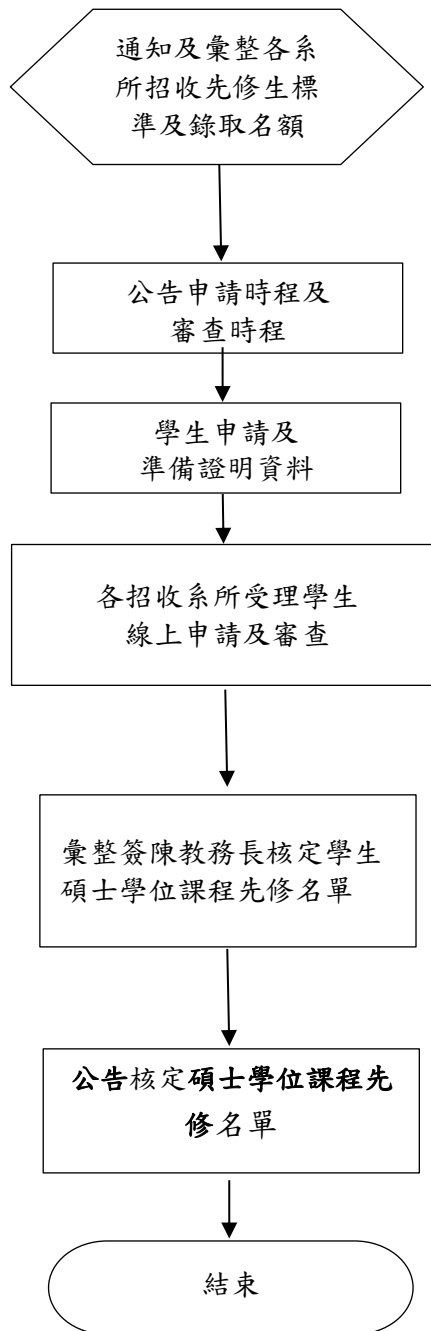 通知及彙整各系
所招收先修生標
準及錄取名額
公告申請時程及
審查時程
學生申請及
準備證明資料
各招收系所受理學生
線上申請及審查
彙整簽陳教務長核定學生
碩士學位課程先修名單
公告核定碩士學位課程先
修名單
結束